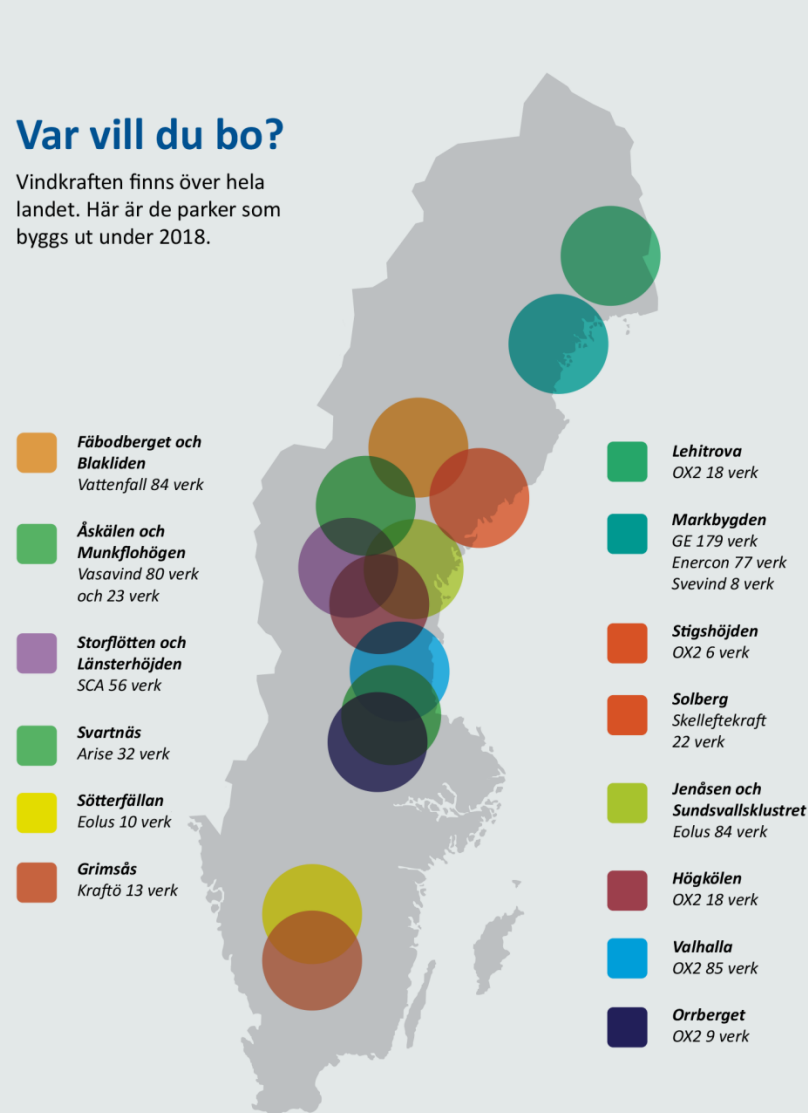 Var vill du bo?
Vindkraften finns över hela
landet. Här är de parker som
byggs ut under 2018.
Fäbodberget och
Blakliden
Vattenfall 84 verk
Åskälen och
Munkflohögen
Vasavind 80 verk
och 23 verk
Storflötten och
Länsterhöjden
SCA 56 verk
Svartnäs
Arise 32 verk
Sötterfällan
Eolus 10 verk
Grimsås
Kraftö 13 verk
Lehitrova
OX2 18 verk
Markbygden
GE 179 verk
Enercon 77 verk
Svevind 8 verk
Stigshöjden
OX2 6 verk
Solberg
Skelleftekraft
22 verk
Jenåsen och
Sundsvallsklustret
Eolus 84 verk
Högkölen
OX2 18 verk
Valhalla
OX2 85 verk
Orrberget
OX2 9 verk